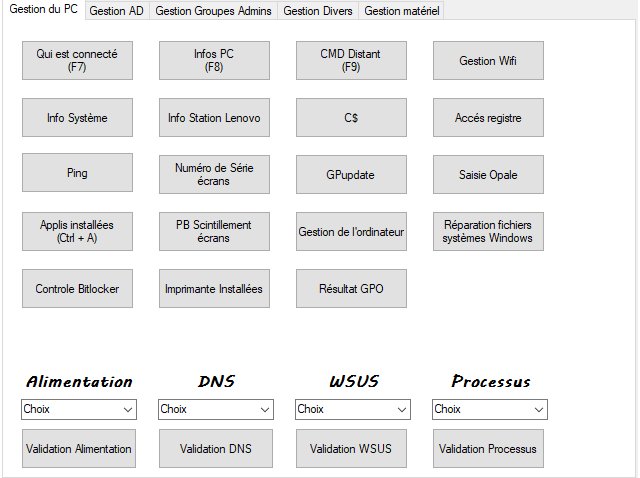 Gestion du PC
Gestion AD
Gestion Groupes Admins
Gestion Divers
Gestion matériel
Qui est connecté
(F7)
Infos PC
(F8)
CMD Distant
(F9)
Gestion Wifi
Info Système
Info Station Lenovo
C$
Accés registre
Ping
Numéro de Série
écrans
GPupdate
Saisie Opale
Applis installées
(Ctrl + A)
PB Scintillement
écrans
Gestion de l'ordinateur
Réparation fichiers
systèmes Windows
Controle Bitlocker
Imprimante Installées
Résultat GPO
Alimentation
DNS
WSUS
Processus
Choix
Choix
Choix
Choix
Validation Alimentation
Validation DNS
Validation WSUS
Validation Processus